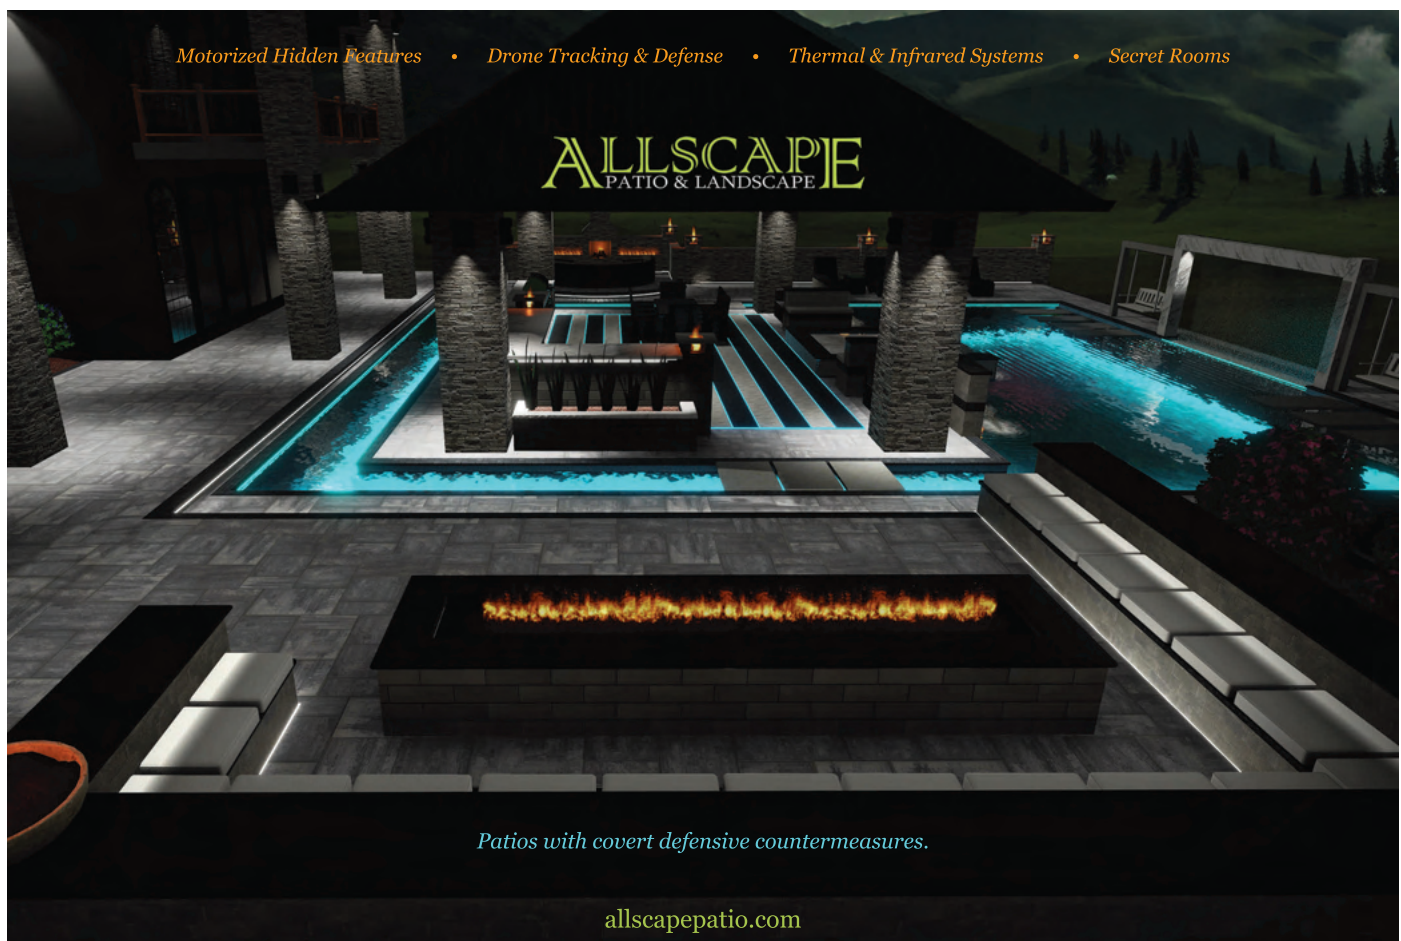 Motorized Hidden Features • Drone Tracking & Defense • Thermal & Infrared Systems • Secret Rooms
ALLSCAPE
PATIO & LANDSCAPE
Patios with covert defensive countermeasures.
allscapepatio.com